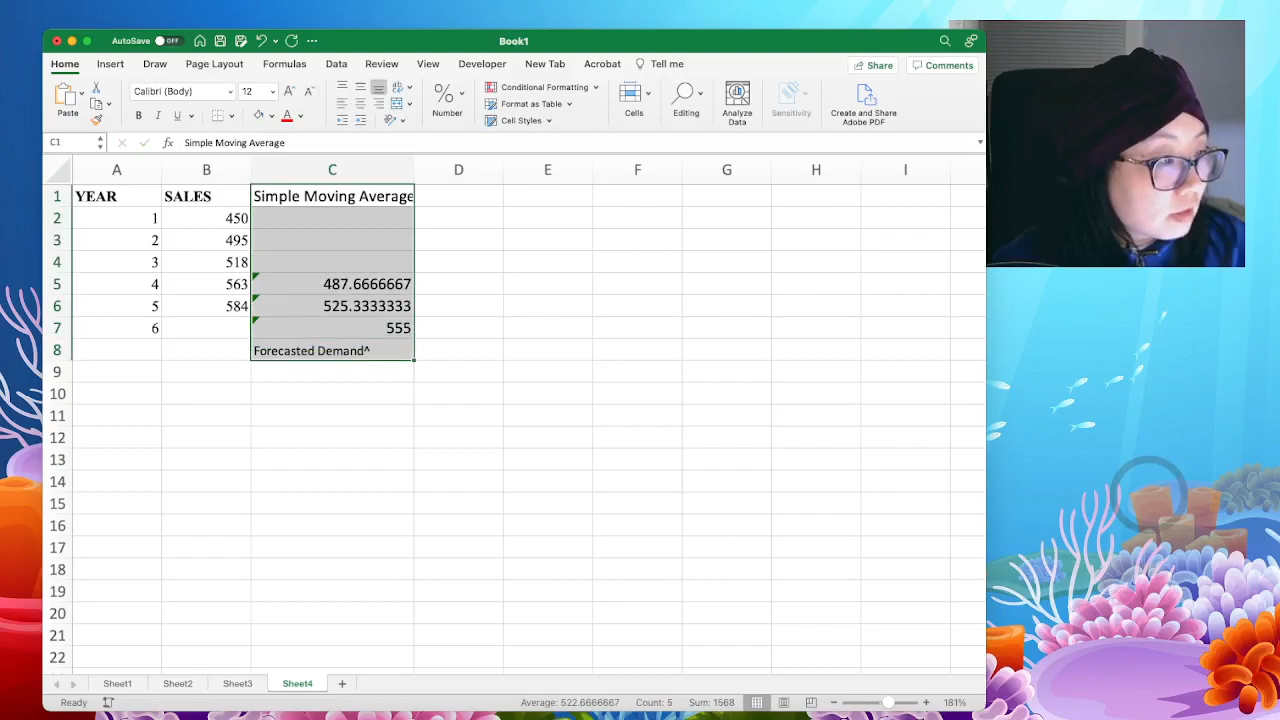 AutoSave OFF ... Book1
Home Insert Draw Page Layout Formulas Data Review View Developer New Tab Acrobat Tell me Share Comments
Paste Calibri (Body) 12 A^ A B I U A Number Conditional Formatting Format as Table Cell Styles Cells Editing Analyze Data Sensitivity Create and Share Adobe PDF
C1 fx Simple Moving Average
A B C D E F G H I
1 YEAR SALES Simple Moving Average
2 1 450
3 2 495
4 3 518
5 4 563 487.6666667
6 5 584 525.3333333
7 6 555
8 Forecasted Demand^
9
10
11
12
13
14
15
16
17
18
19
20
21
22
Sheet1 Sheet2 Sheet3 Sheet4 +
Ready Average: 522.6666667 Count: 5 Sum: 1568 − + 181%